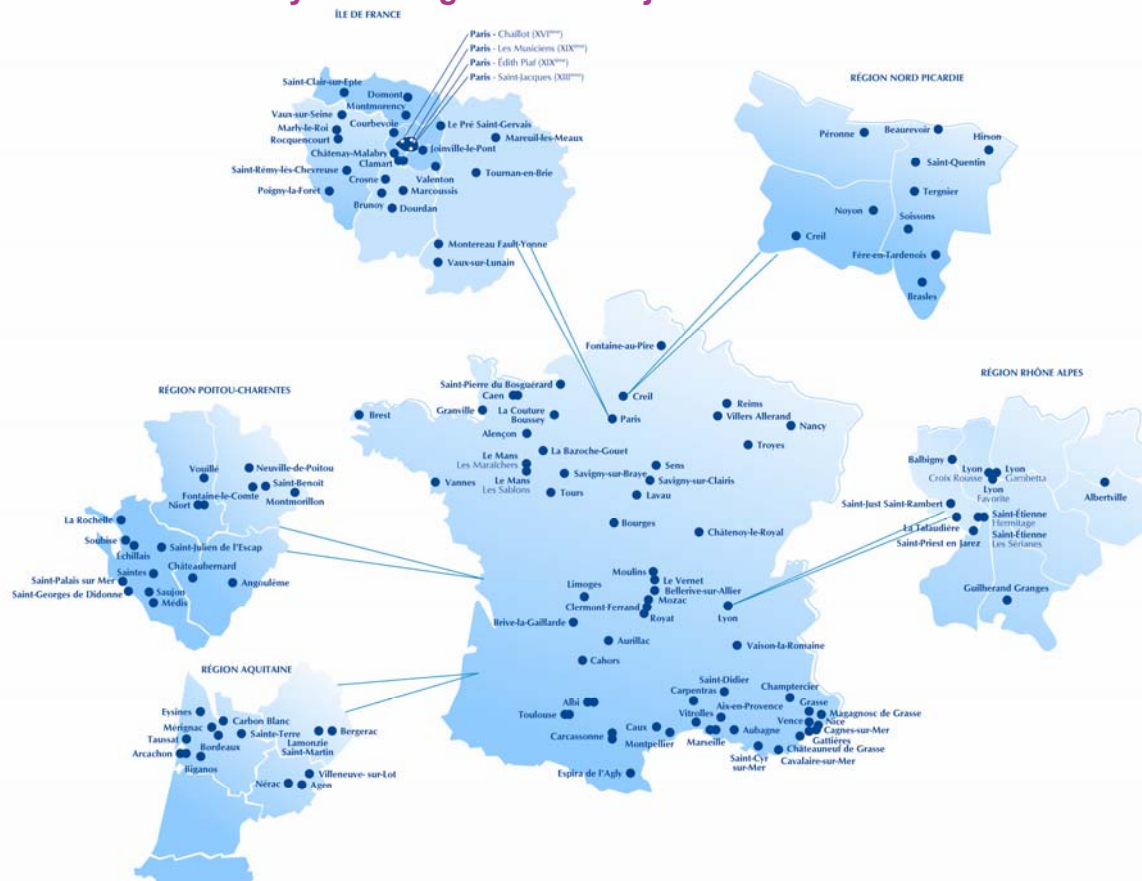 ÎLE DE FRANCE
Paris - Chaillot (XVIème)
Paris - Les Musiciens (XIXème)
Paris - Édith Piaf (XIXème)
Paris - Saint-Jacques (XIIIème)
Saint-Clair-sur-Epte
Domont
Montmorency
Vaux-sur-Seine
Courbevoie
Le Pré Saint-Gervais
Marly-le-Roi
Mareuil-les-Meaux
Rocquencourt
Joinville-le-Pont
Châtenay-Malabry
Clamart
Saint-Rémy-lès-Chevreuse
Valenton
Tournan-en-Brie
Crosne
Poigny-la-Foret
Marcoussis
Brunoy
Dourdan
Montereau Fault-Yonne
Vaux-sur-Lunain
RÉGION NORD PICARDIE
Péronne
Beaurevoir
Hirson
Saint-Quentin
Tergnier
Noyon
Soissons
Creil
Fére-en-Tardenois
Brasles
RÉGION POITOU-CHARENTES
Vouillé
Neuville-de-Poitou
Saint-Benoit
Fontaine-le-Comte
Montmorillon
Niort
La Rochelle
Soubise
Échillais
Saint-Julien de l'Escap
Saintes
Châteaubernard
Saint-Palais sur Mer
Angoulême
Saint-Georges de Didonne
Saujon
Médis
RÉGION AQUITAINE
Eysines
Carbon Blanc
Mérignac
Sainte-Terre
Bergerac
Taussat
Lamonzie
Saint-Martin
Bordeaux
Arcachon
Biganos
Villeneuve- sur-Lot
Nérac
Agen
Fontaine-au-Pire
Saint-Pierre du Bosguérard
Caen
Creil
Reims
Brest
Granville
La Couture
Boussey
Paris
Villers Allerand
Nancy
Alençon
Troyes
La Bazoche-Gouet
Le Mans
Les Maraîchers
Sens
Savigny-sur-Braye
Le Mans
Les Sablons
Savigny-sur-Clairis
Vannes
Tours
Lavau
Bourges
Châtenoy-le-Royal
Moulins
Le Vernet
Limoges
Bellerive-sur-Allier
Mozac
Clermont-Ferrand
Royat
Lyon
Brive-la-Gaillarde
Aurillac
Vaison-la-Romaine
Cahors
Saint-Didier
Champtercier
Carpentras
Grasse
Albi
Aix-en-Provence
Magagnosc de Grasse
Toulouse
Vitrolles
Vence
Nice
Caux
Cagnes-sur-Mer
Carcassonne
Montpellier
Marseille
Aubagne
Gattières
Châteauneuf de Grasse
Saint-Cyr
sur-Mer
Cavalaire-sur-Mer
Espira de l'Agly
RÉGION RHÔNE ALPES
Balbigny
Lyon
Croix Rousse
Lyon
Gambetta
Lyon
Favorite
Albertville
Saint-Just Saint-Rambert
Saint-Étienne
Hermitage
La Talaudière
Saint-Étienne
Les Sérianes
Saint-Priest en Jarez
Guilherand Granges